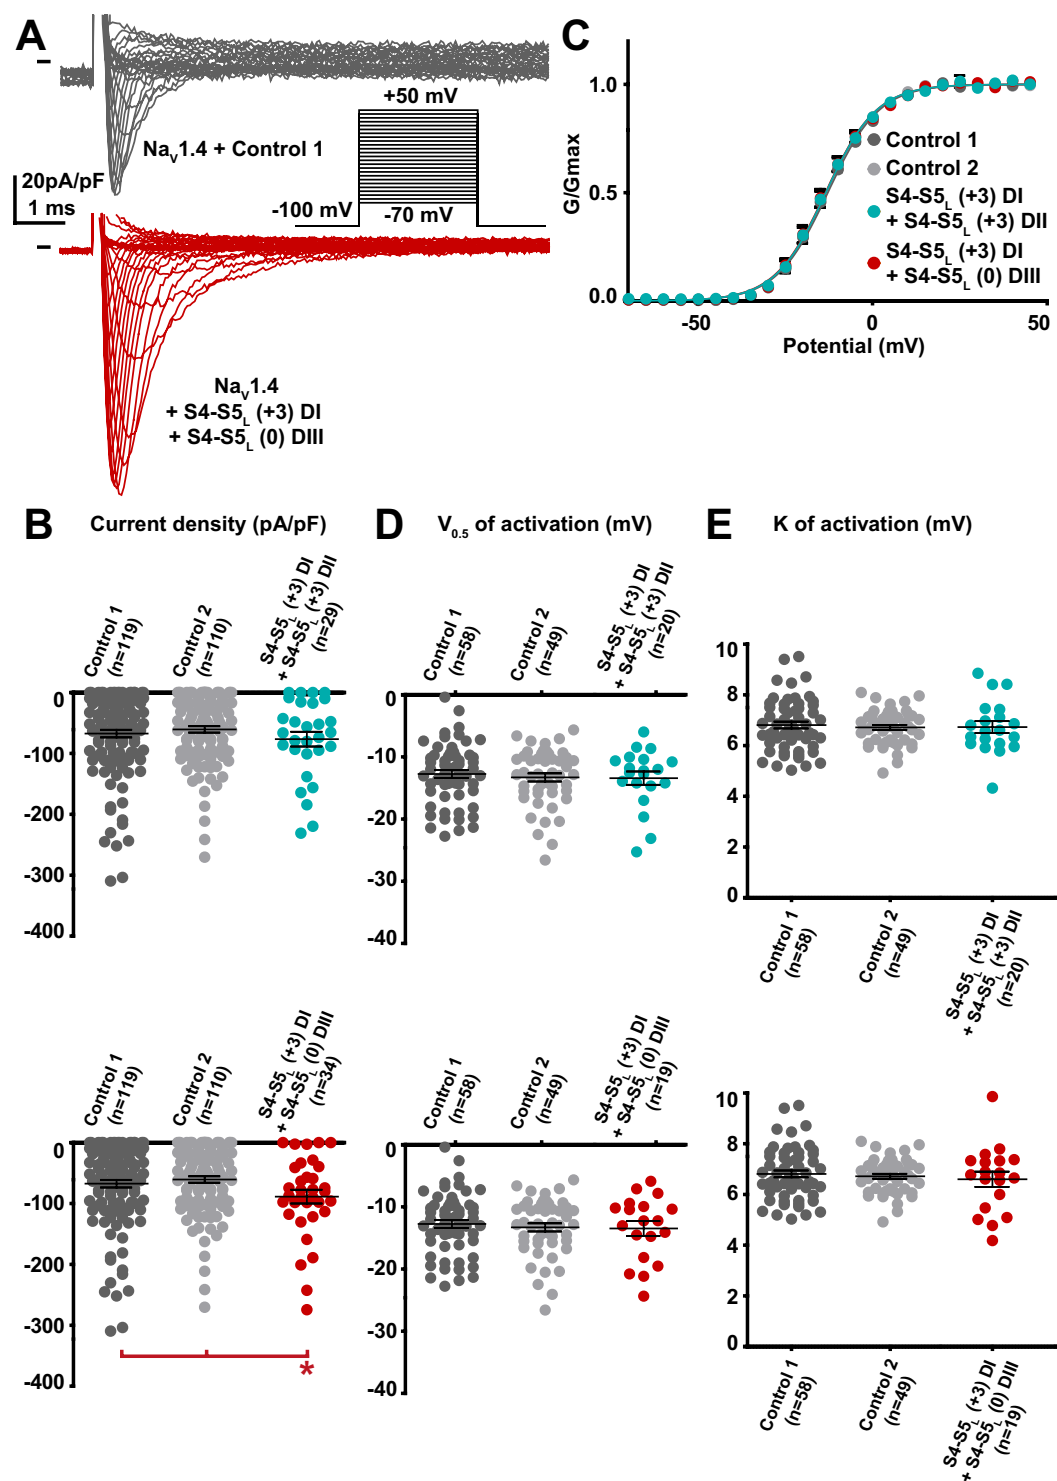 A
C
+50 mV
NaV1.4 + Control 1
20pA/pF
1 ms
-100 mV
-70 mV
NaV1.4
+ S4-S5L (+3) DI
+ S4-S5L (0) DIII
G/Gmax
1.0
0.5
0.0
-50
0
50
Potential (mV)
Control 1
Control 2
S4-S5L (+3) DI
+ S4-S5L (+3) DII
S4-S5L (+3) DI
+ S4-S5L (0) DIII
B
Current density (pA/pF)
Control 1
(n=119)
Control 2
(n=110)
S4-S5L (+3) DI
+ S4-S5L (+3) DII
(n=29)
0
-100
-200
-300
-400
D
V0.5 of activation (mV)
Control 1
(n=58)
Control 2
(n=49)
S4-S5L (+3) DI
+ S4-S5L (+3) DII
(n=20)
0
-10
-20
-30
-40
E
K of activation (mV)
10
8
6
4
2
0
Control 1
(n=58)
Control 2
(n=49)
S4-S5L (+3) DI
+ S4-S5L (+3) DII
(n=20)
Control 1
(n=119)
Control 2
(n=110)
S4-S5L (+3) DI
+ S4-S5L (0) DIII
(n=34)
0
-100
-200
-300
-400
*
Control 1
(n=58)
Control 2
(n=49)
S4-S5L (+3) DI
+ S4-S5L (0) DIII
(n=19)
0
-10
-20
-30
-40
10
8
6
4
2
0
Control 1
(n=58)
Control 2
(n=49)
S4-S5L (+3) DI
+ S4-S5L (0) DIII
(n=19)